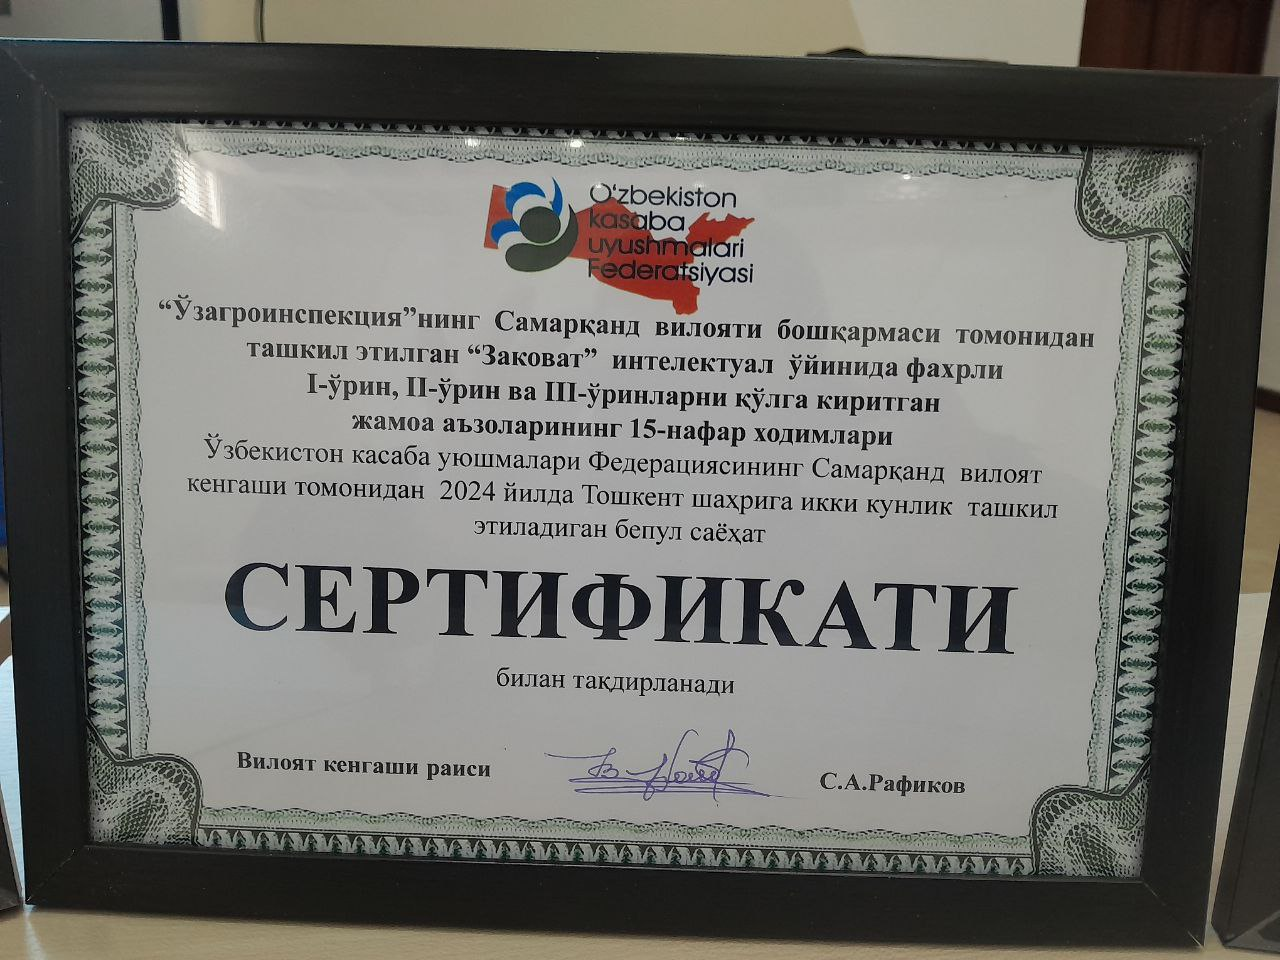 O‘zbekiston
kasaba
uyushmalari
Federatsiyasi
“Ўзагроинспекция”нинг Самарқанд вилояти бошқармаси томонидан
ташкил этилган “Заковат” интелектуал ўйинида фахрли
I-ўрин, II-ўрин ва III-ўринларни қўлга киритган
жамоа аъзоларининг 15-нафар ходимлари
Ўзбекистон касаба уюшмалари Федерациясининг Самарқанд вилоят
кенгаши томонидан 2024 йилда Тошкент шаҳрига икки кунлик ташкил
этиладиган бепул саёҳат
СЕРТИФИКАТИ
билан тақдирланади
Вилоят кенгаши раиси С.А.Рафиков